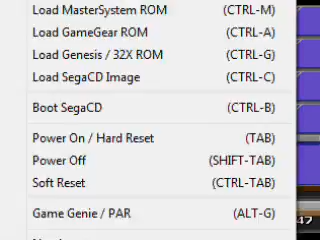 Load MasterSystem ROM (CTRL-M)
Load GameGear ROM (CTRL-A)
Load Genesis / 32X ROM (CTRL-G)
Load SegaCD Image (CTRL-C)
Boot SegaCD (CTRL-B)
Power On / Hard Reset (TAB)
Power Off (SHIFT-TAB)
Soft Reset (CTRL-TAB)
Game Genie / PAR (ALT-G)
47